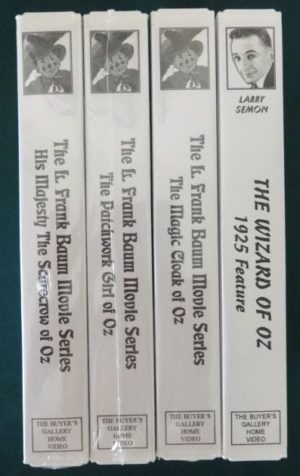 The L. Frank Baum Movie Series
His Majesty The Scarecrow of Oz
THE BUYER'S
GALLERY
HOME
VIDEO
The L. Frank Baum Movie Series
The Patchwork Girl of Oz
THE BUYER'S
GALLERY
HOME
VIDEO
The L. Frank Baum Movie Series
The Magic Cloak of Oz
THE BUYER'S
GALLERY
HOME
VIDEO
LARRY
SEMON
THE WIZARD OF OZ
1925 Feature
THE BUYER'S
GALLERY
HOME
VIDEO